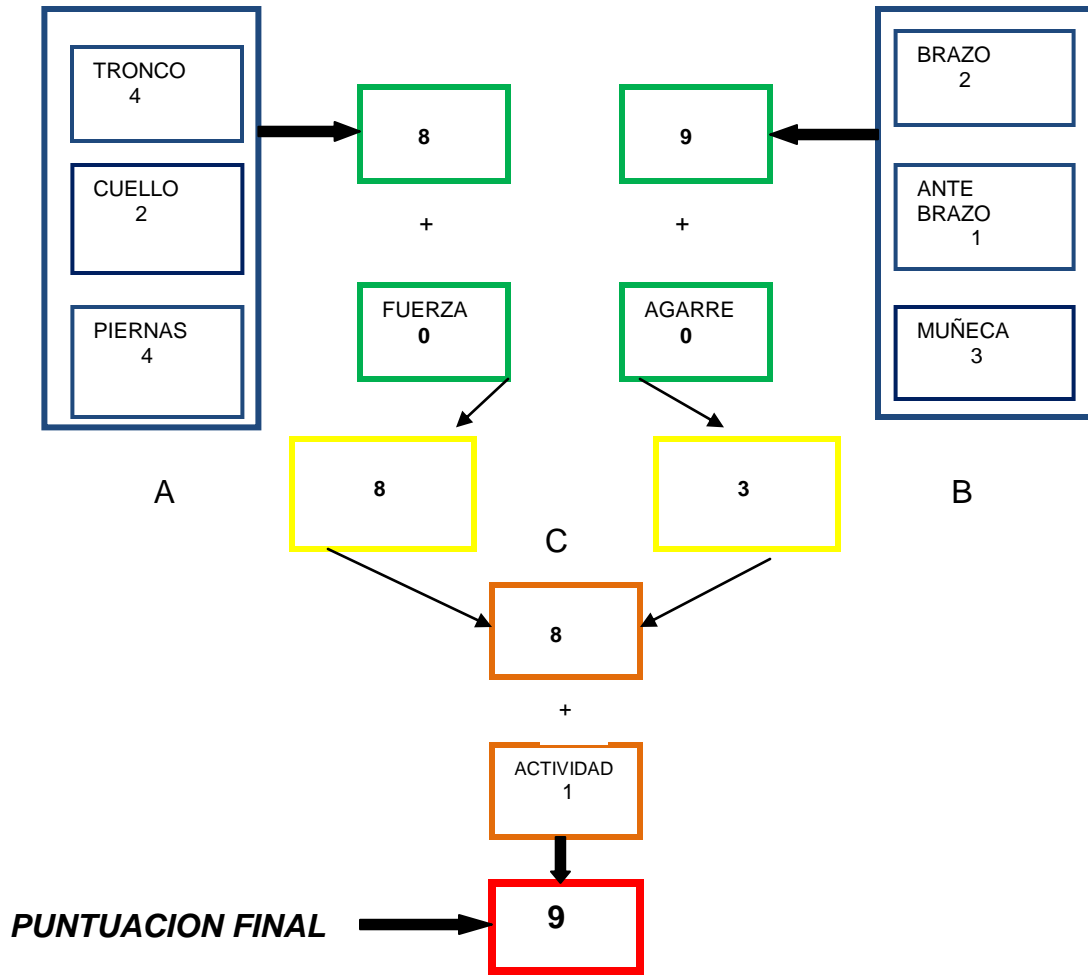 TRONCO
4
CUELLO
2
PIERNAS
4
A
8
+
FUERZA
0
8
9
+
AGARRE
0
3
BRAZO
2
ANTE
BRAZO
1
MUÑECA
3
B
C
8
+
ACTIVIDAD
1
PUNTUACION FINAL
9